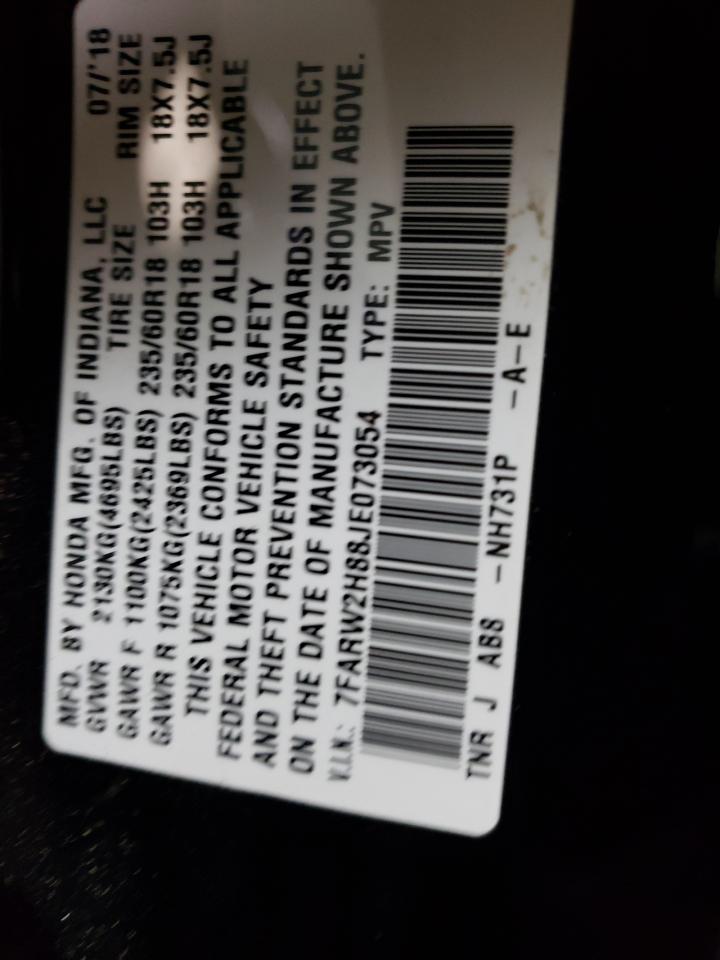 MFD. BY HONDA MFG. OF INDIANA, LLC 07/'18
GVWR 2130KG(4695LBS) TIRE SIZE RIM SIZE
GAWR F 1100KG(2425LBS) 235/60R18 103H 18X7.5J
GAWR R 1075KG(2369LBS) 235/60R18 103H 18X7.5J
THIS VEHICLE CONFORMS TO ALL APPLICABLE
FEDERAL MOTOR VEHICLE SAFETY
AND THEFT PREVENTION STANDARDS IN EFFECT
ON THE DATE OF MANUFACTURE SHOWN ABOVE.
V.I.N.: 7FARW2H88JE073054 TYPE: MPV
TNR J AB8 -NH731P -A-E